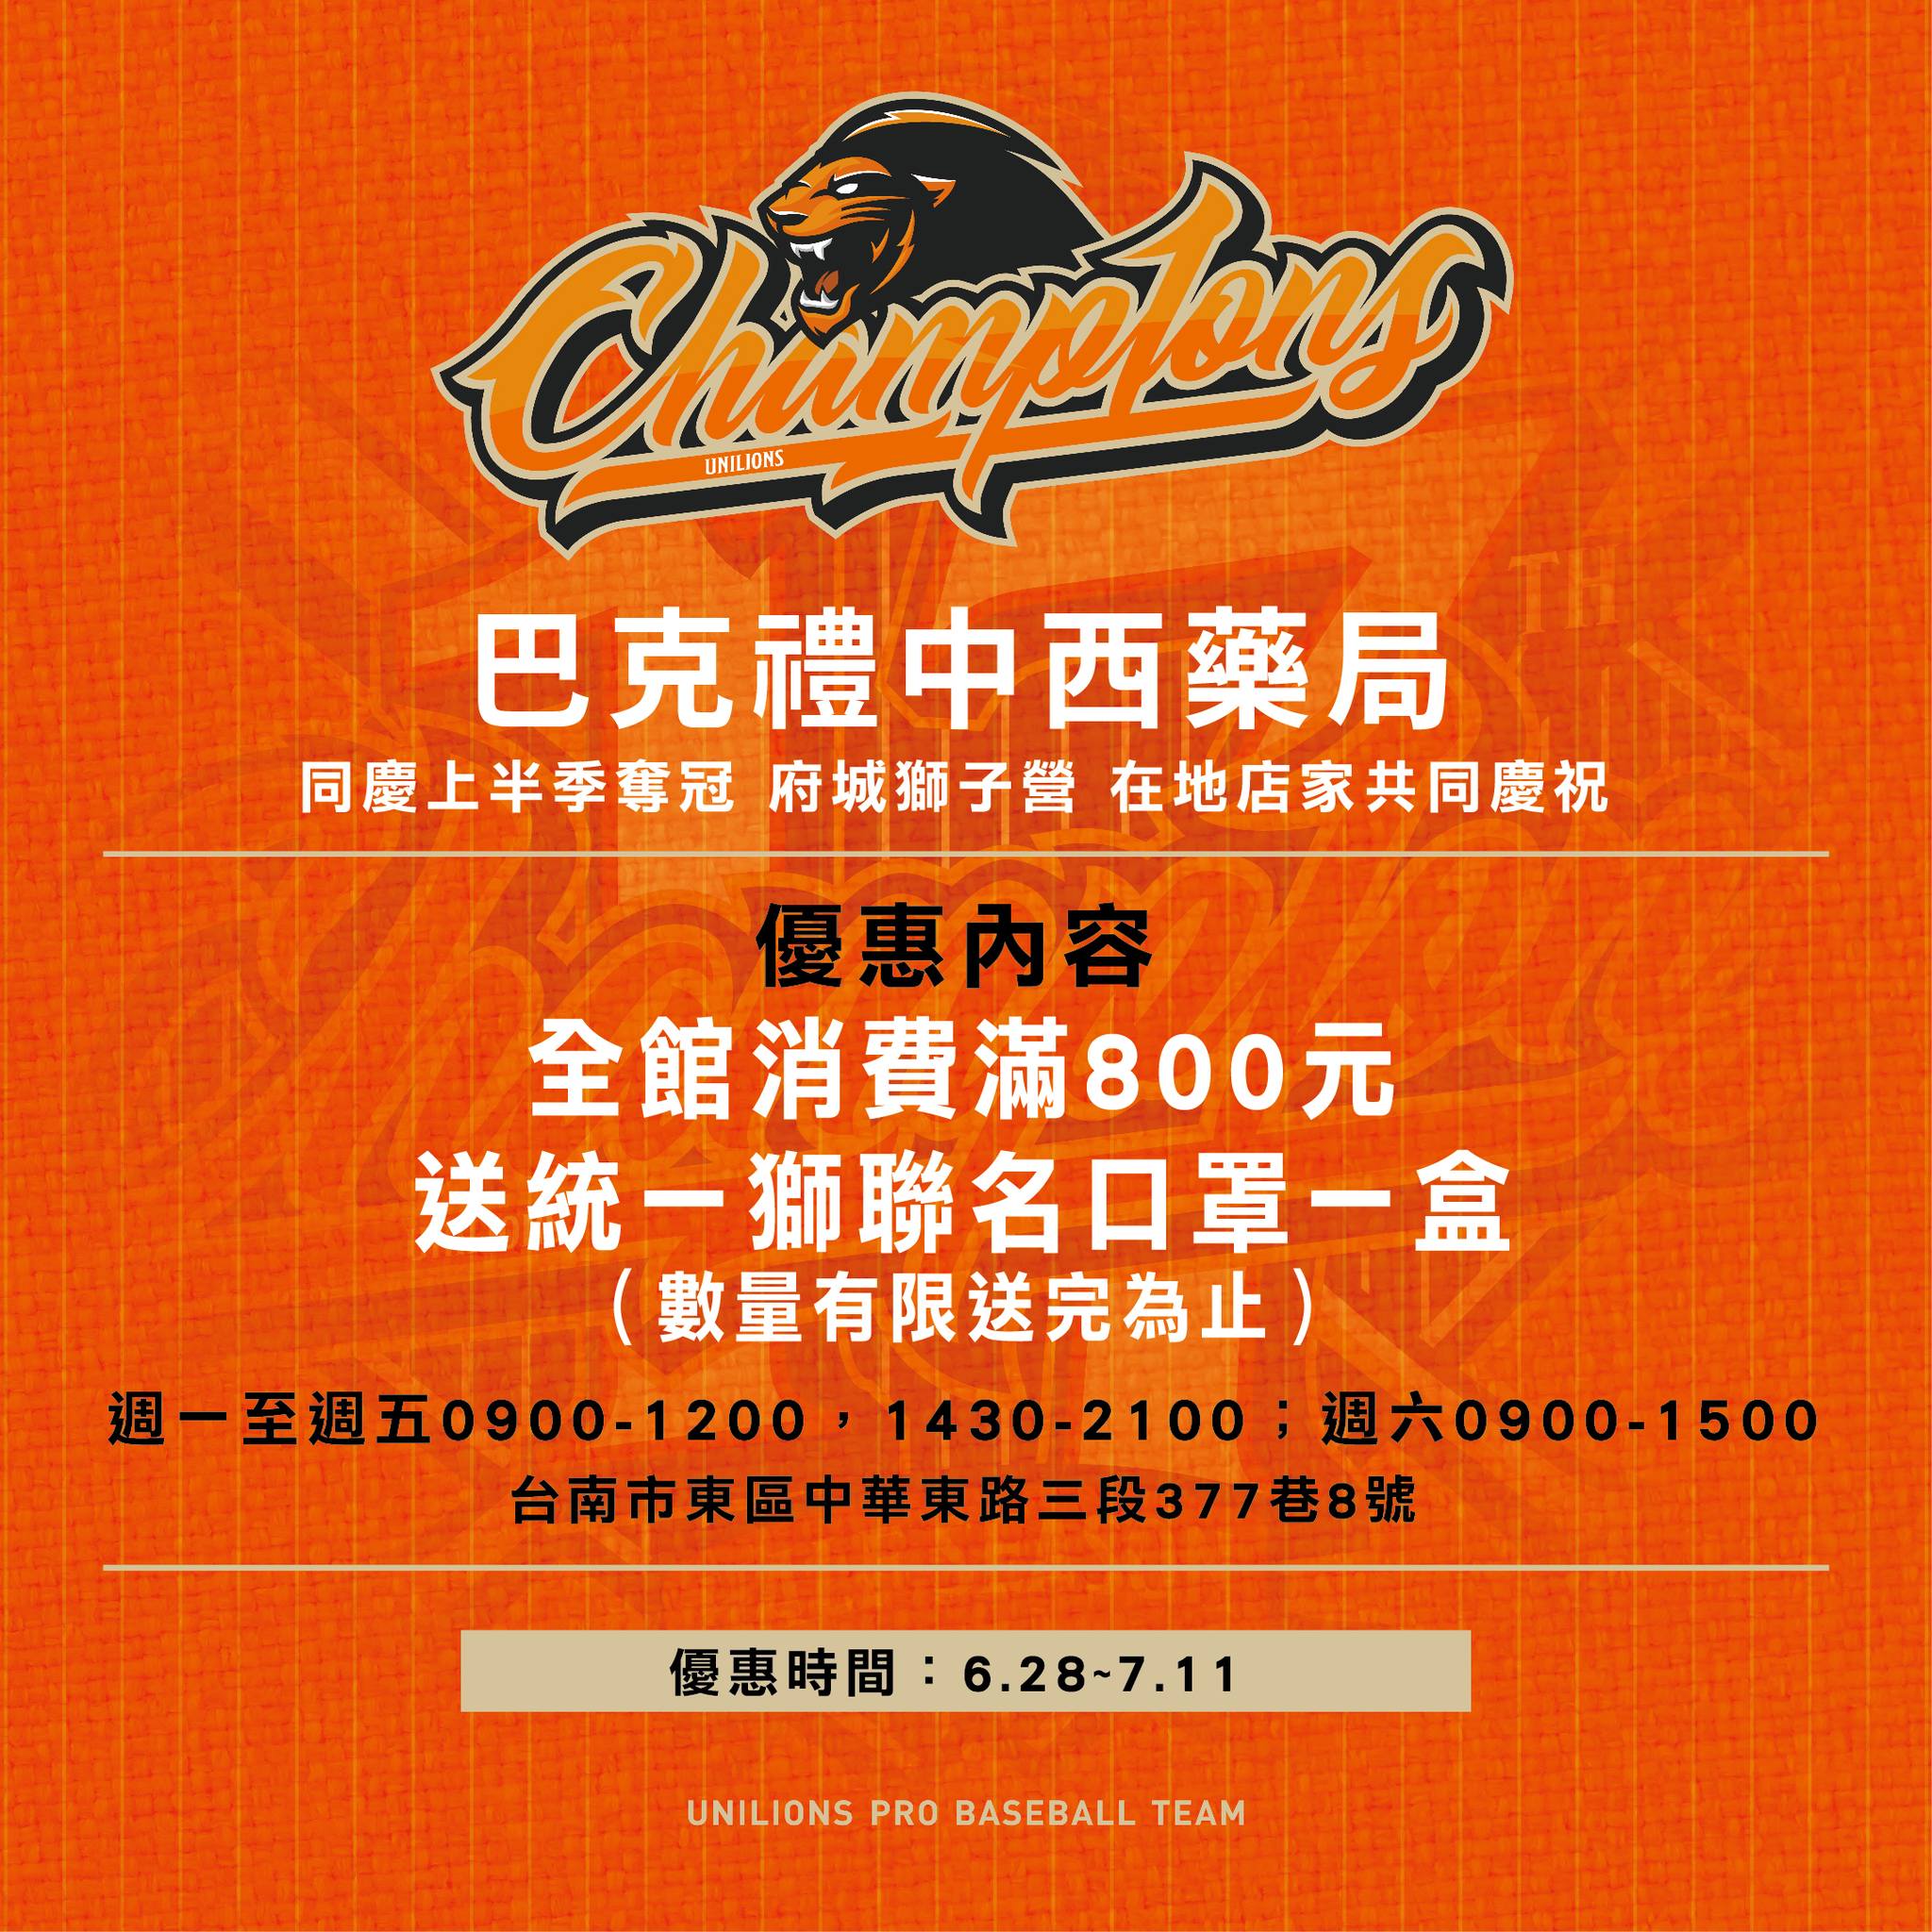 Champ1ons
UNILIONS
巴克禮中西藥局
同慶上半季奪冠 府城獅子營 在地店家共同慶祝
優惠內容
全館消費滿800元
送統一獅聯名口罩一盒
(數量有限送完為止)
週一至週五0900-1200，1430-2100；週六0900-1500
台南市東區中華東路三段377巷8號
優惠時間：6.28~7.11
UNILIONS PRO BASEBALL TEAM